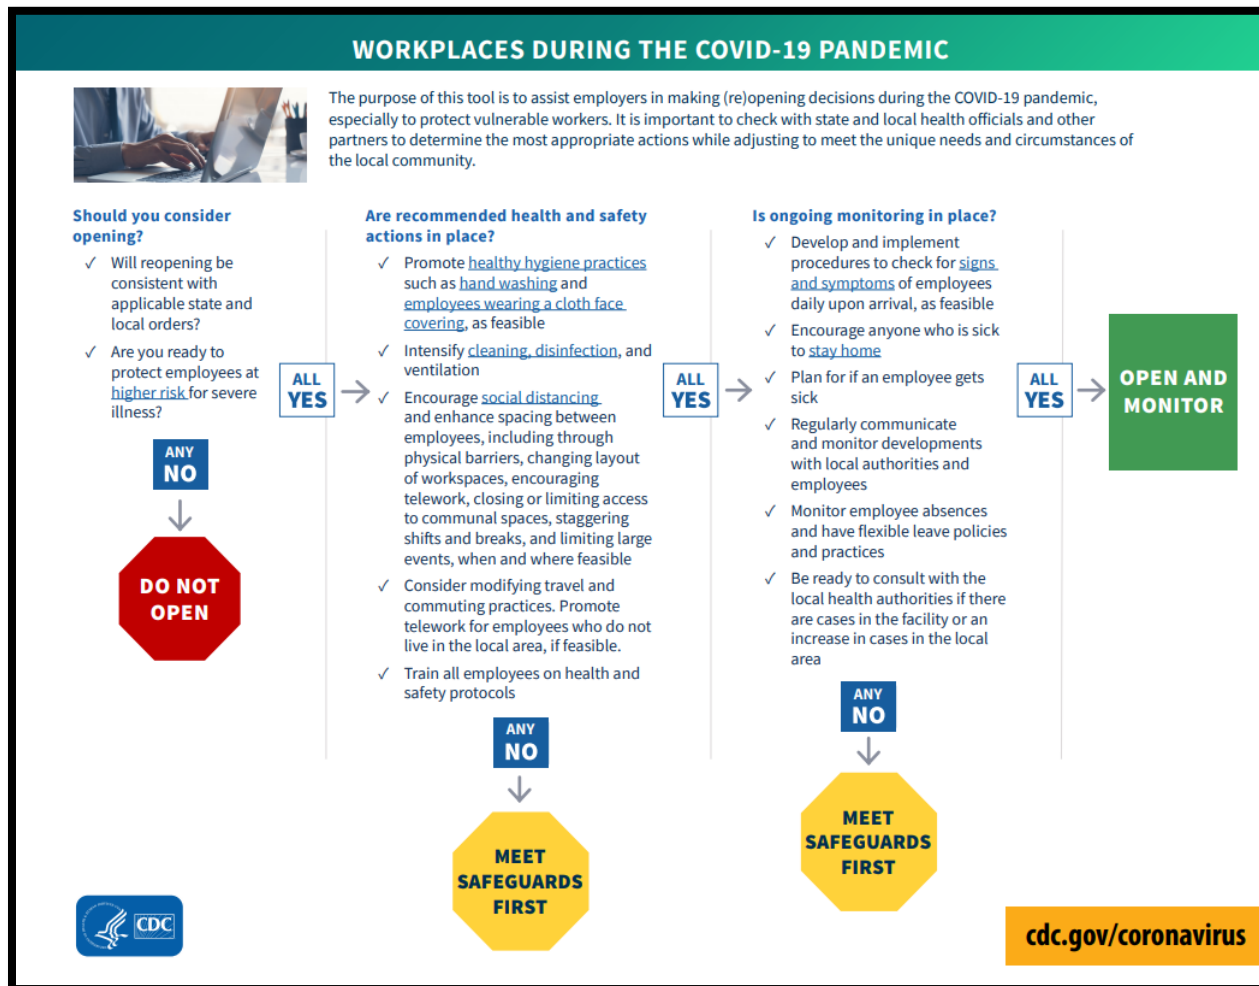 WORKPLACES DURING THE COVID-19 PANDEMIC
The purpose of this tool is to assist employers in making (re)opening decisions during the COVID-19 pandemic,
especially to protect vulnerable workers. It is important to check with state and local health officials and other
partners to determine the most appropriate actions while adjusting to meet the unique needs and circumstances of
the local community.
Should you consider
opening?
✓ Will reopening be
consistent with
applicable state and
local orders?
✓ Are you ready to
protect employees at
higher risk for severe
illness?
ANY
NO
DO NOT
OPEN
ALL
YES
Are recommended health and safety
actions in place?
✓ Promote healthy hygiene practices
such as hand washing and
employees wearing a cloth face
covering, as feasible
✓ Intensify cleaning, disinfection, and
ventilation
✓ Encourage social distancing
and enhance spacing between
employees, including through
physical barriers, changing layout
of workspaces, encouraging
telework, closing or limiting access
to communal spaces, staggering
shifts and breaks, and limiting large
events, when and where feasible
✓ Consider modifying travel and
commuting practices. Promote
telework for employees who do not
live in the local area, if feasible.
✓ Train all employees on health and
safety protocols
ANY
NO
MEET
SAFEGUARDS
FIRST
ALL
YES
Is ongoing monitoring in place?
✓ Develop and implement
procedures to check for signs
and symptoms of employees
daily upon arrival, as feasible
✓ Encourage anyone who is sick
to stay home
✓ Plan for if an employee gets
sick
✓ Regularly communicate
and monitor developments
with local authorities and
employees
✓ Monitor employee absences
and have flexible leave policies
and practices
✓ Be ready to consult with the
local health authorities if there
are cases in the facility or an
increase in cases in the local
area
ANY
NO
MEET
SAFEGUARDS
FIRST
ALL
YES
OPEN AND
MONITOR
CDC
cdc.gov/coronavirus